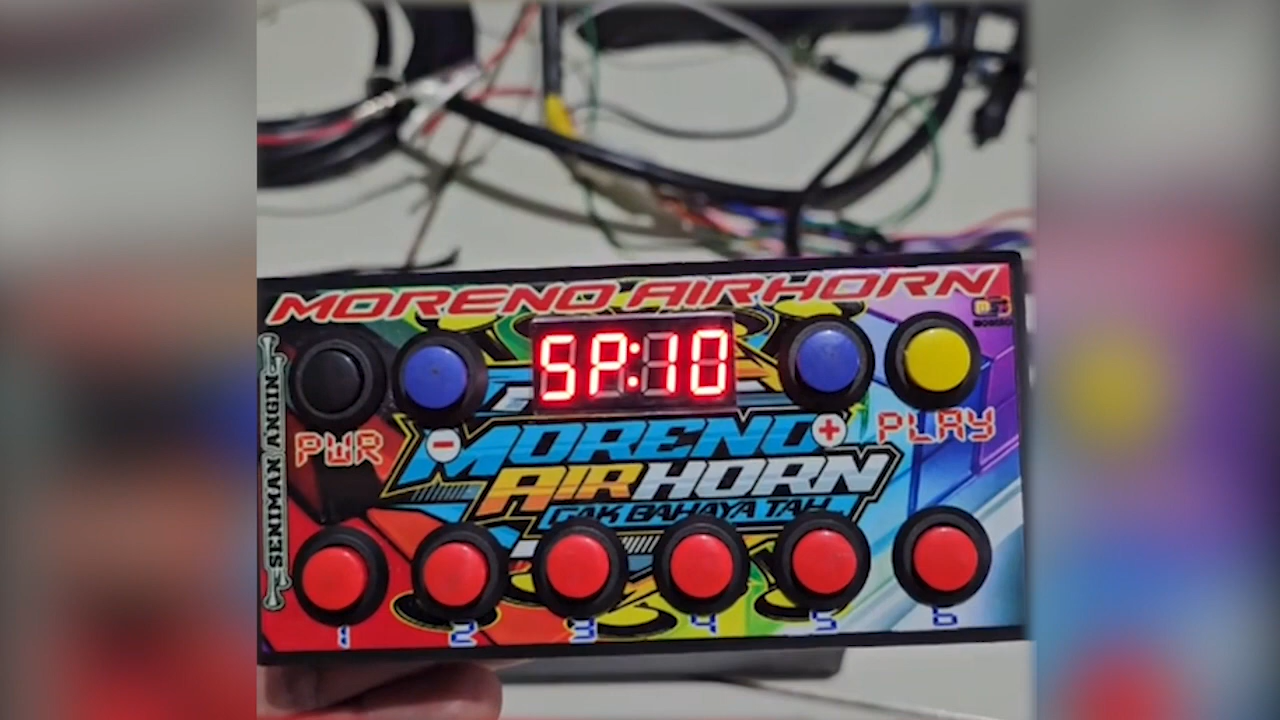 MORENO AIRHORN
SP:10
SENIMAN ANGIN
PWR
-
+
PLAY
MORENO
AIRHORN
GAK BAHAYA TAH
1
2
3
4
5
6